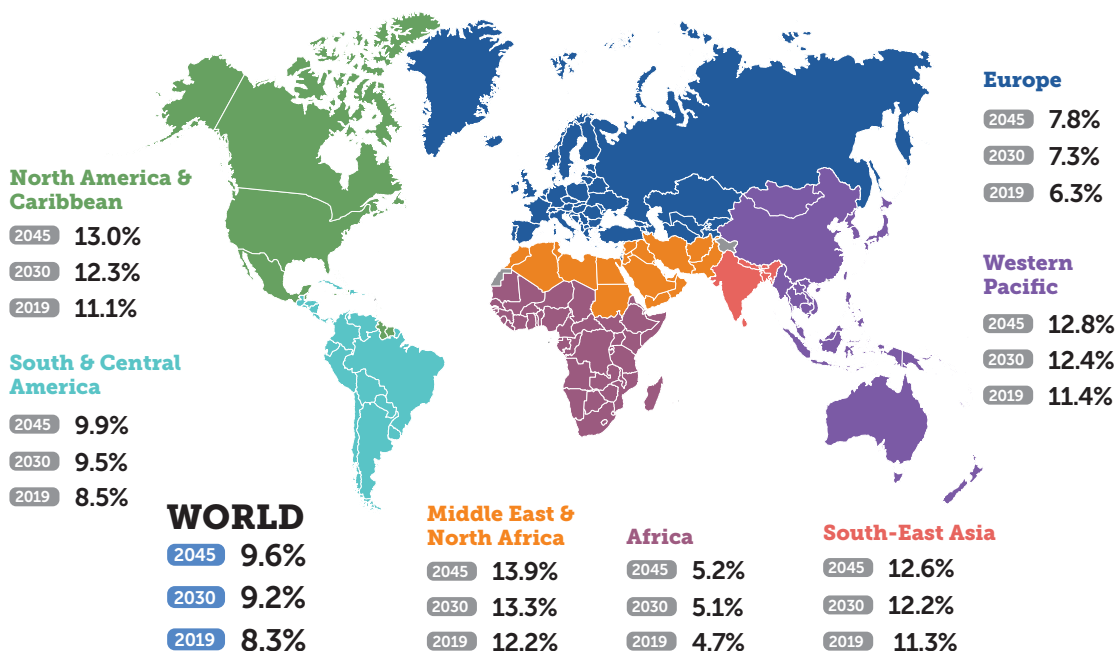 North America &
Caribbean
2045 13.0%
2030 12.3%
2019 11.1%
South & Central
America
2045 9.9%
2030 9.5%
2019 8.5%
WORLD
2045 9.6%
2030 9.2%
2019 8.3%
Middle East &
North Africa
2045 13.9%
2030 13.3%
2019 12.2%
Africa
2045 5.2%
2030 5.1%
2019 4.7%
South-East Asia
2045 12.6%
2030 12.2%
2019 11.3%
Europe
2045 7.8%
2030 7.3%
2019 6.3%
Western
Pacific
2045 12.8%
2030 12.4%
2019 11.4%